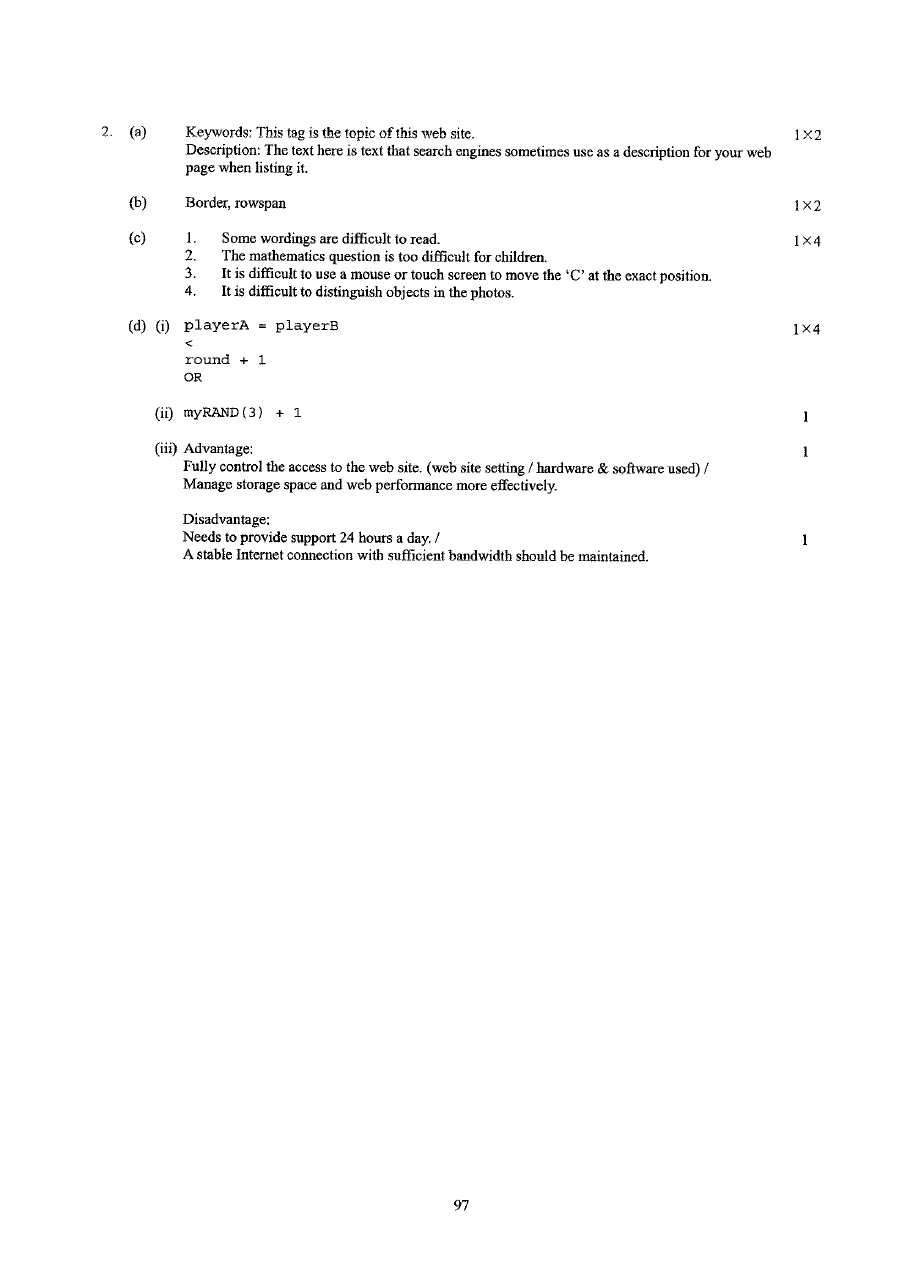 2. (a) Keywords: This tag is the topic of this web site. 1×2
Description: The text here is text that search engines sometimes use as a description for your web
page when listing it.
(b) Border, rowspan 1×2
(c) 1. Some wordings are difficult to read. 1×4
2. The mathematics question is too difficult for children.
3. It is difficult to use a mouse or touch screen to move the ‘C’ at the exact position.
4. It is difficult to distinguish objects in the photos.
(d) (i) playerA = playerB 1×4
<
round + 1
OR
(ii) myRAND(3) + 1 1
(iii) Advantage: 1
Fully control the access to the web site. (web site setting / hardware & software used) /
Manage storage space and web performance more effectively.
Disadvantage:
Needs to provide support 24 hours a day. / 1
A stable Internet connection with sufficient bandwidth should be maintained.
97